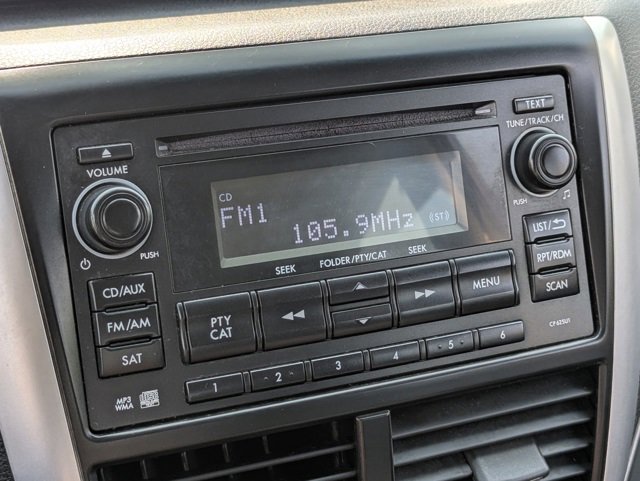 TEXT
TUNE/TRACK/CH
VOLUME
CD
FM1
105.9MHz
(ST)
PUSH
PUSH
LIST/
SEEK
FOLDER/PTY/CAT
SEEK
RPT/RDM
CD/AUX
PTY
CAT
MENU
SCAN
FM/AM
SAT
1
2
3
4
5
6
CF625U1
MP3
WMA